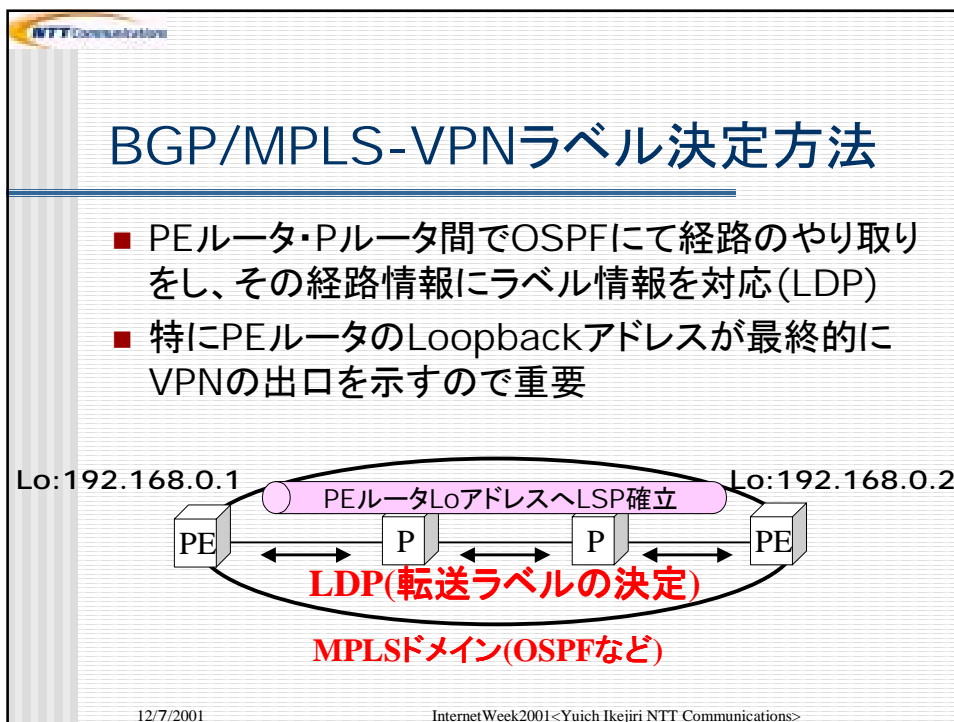 NTT Communications
BGP/MPLS-VPNラベル決定方法
PEルータ・Pルータ間でOSPFにて経路のやり取り
をし、その経路情報にラベル情報を対応(LDP)
特にPEルータのLoopbackアドレスが最終的に
VPNの出口を示すので重要
Lo:192.168.0.1
Lo:192.168.0.2
PEルータLoアドレスへLSP確立
PE
P
P
PE
LDP(転送ラベルの決定)
MPLSドメイン(OSPFなど)
12/7/2001
InternetWeek2001<Yuich Ikejiri NTT Communications>